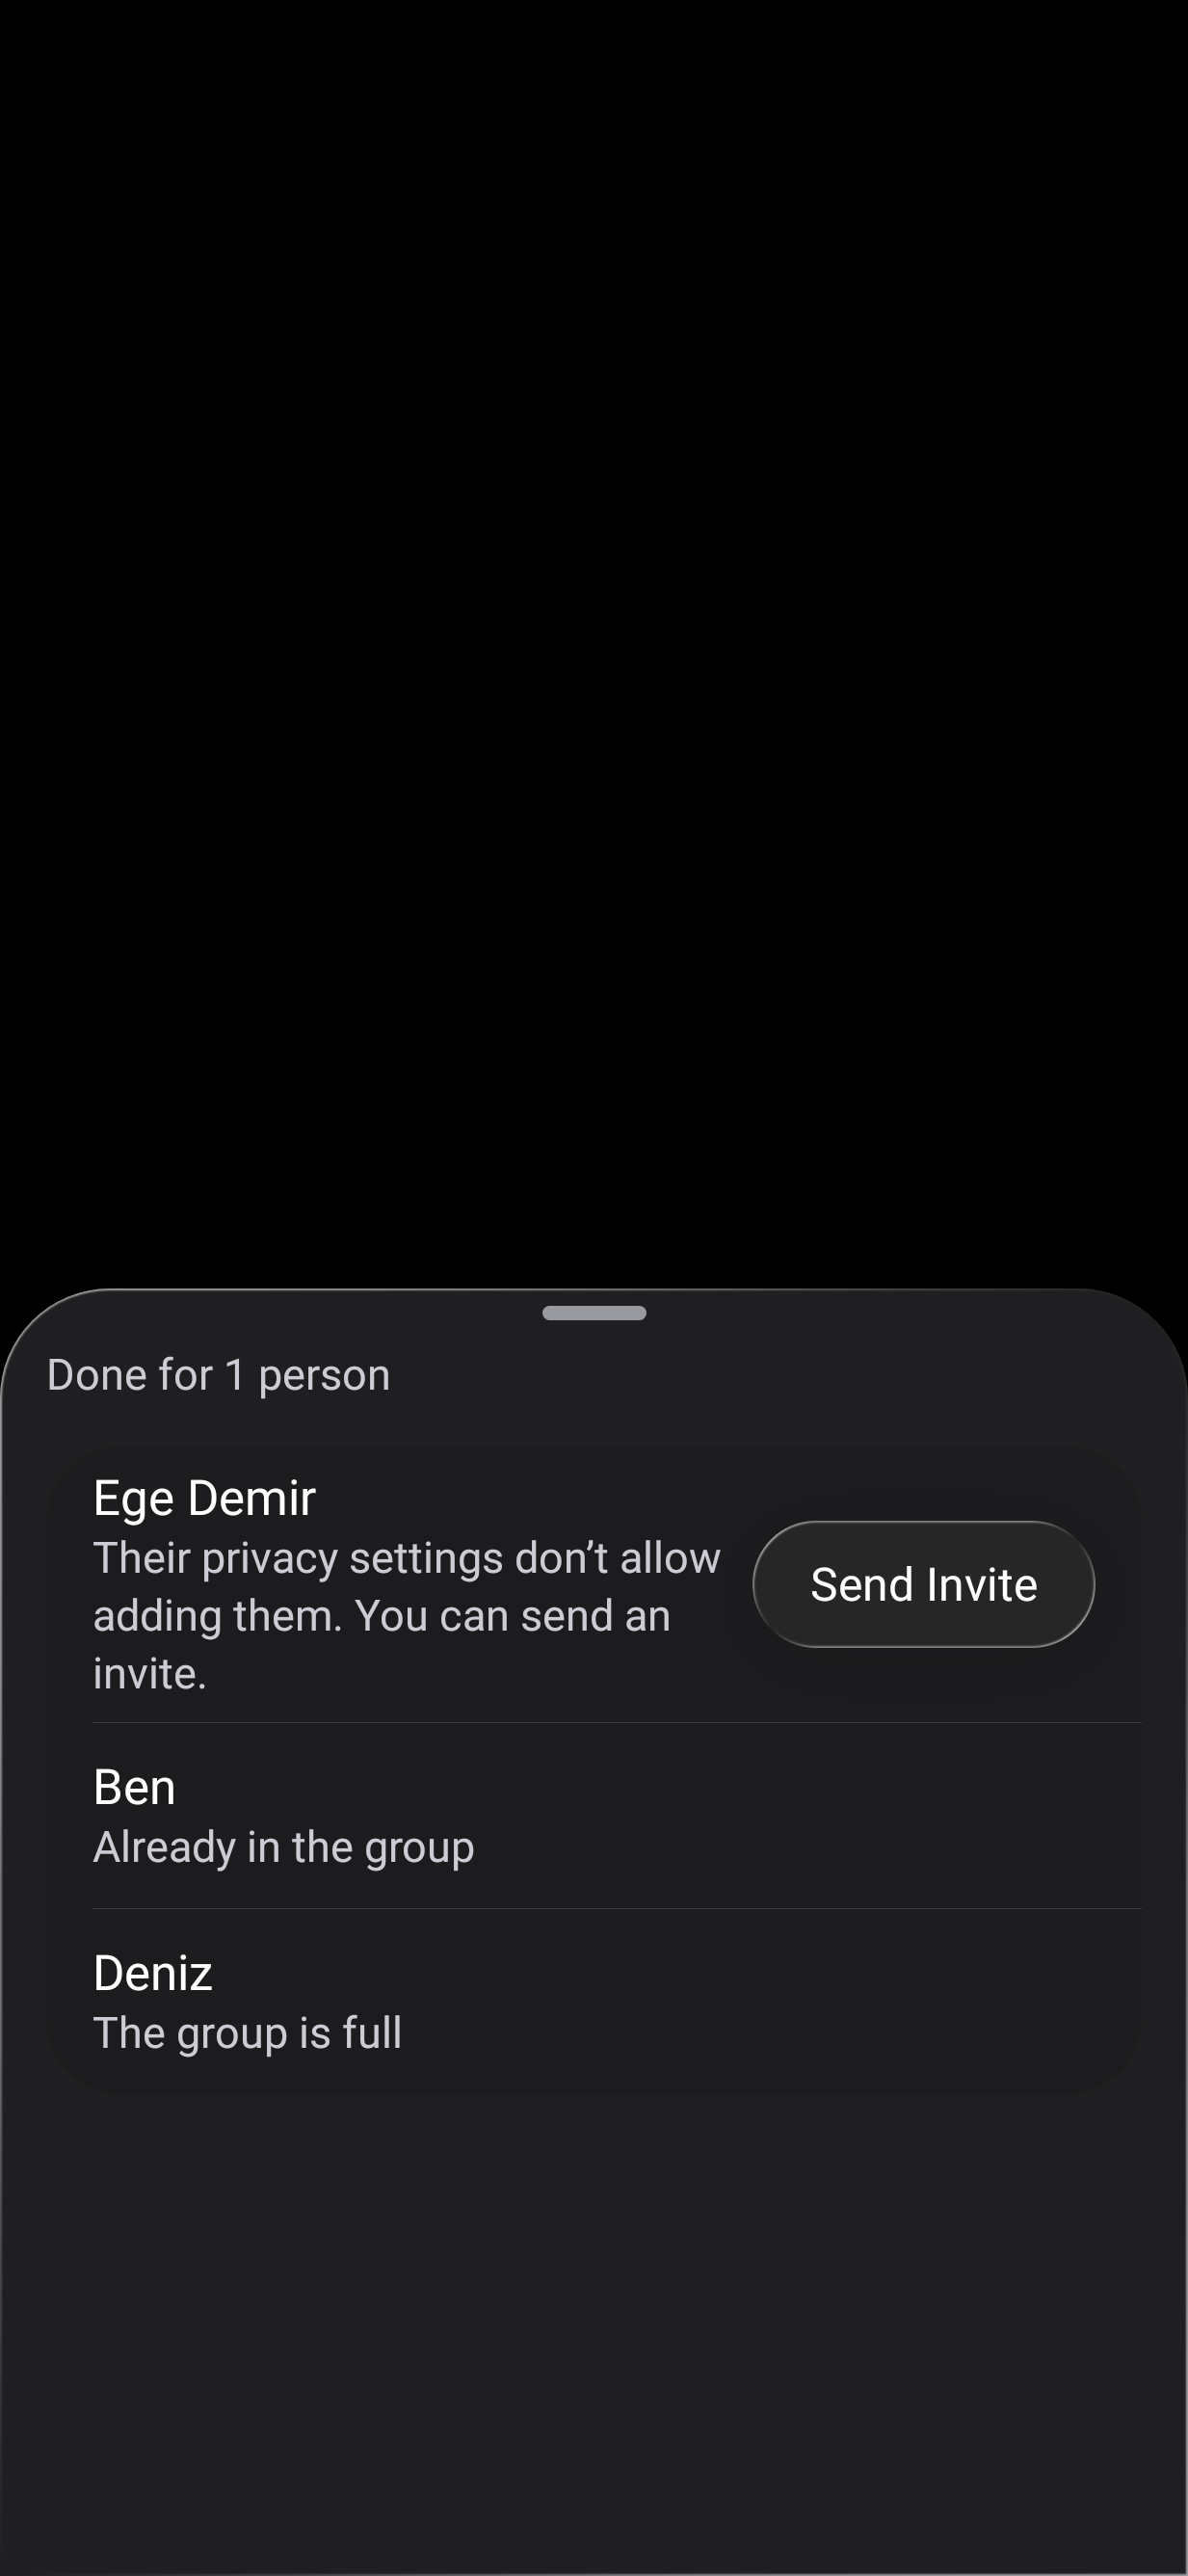 Done for 1 person
Ege Demir
Their privacy settings don’t allow
adding them. You can send an
invite.
Send Invite
Ben
Already in the group
Deniz
The group is full